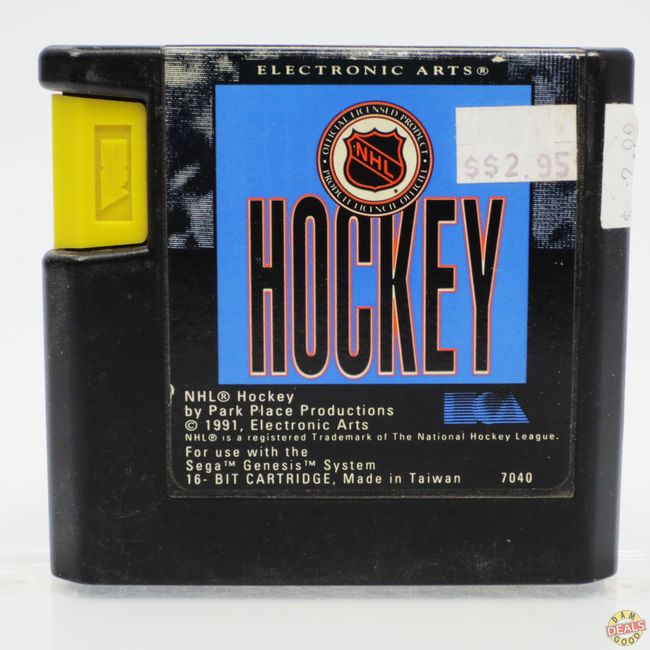 ELECTRONIC ARTS®
• OFFICIAL LICENSED PRODUCT •
NHL
PRODUIT LICENCIÉ OFFICIEL
$$2.95
HOCKEY
NHL® Hockey
by Park Place Productions
© 1991, Electronic Arts
NHL® is a registered Trademark of The National Hockey League.
For use with the
Sega™ Genesis™ System
16- BIT CARTRIDGE, Made in Taiwan 7040
DAM
DEALS
GOOD